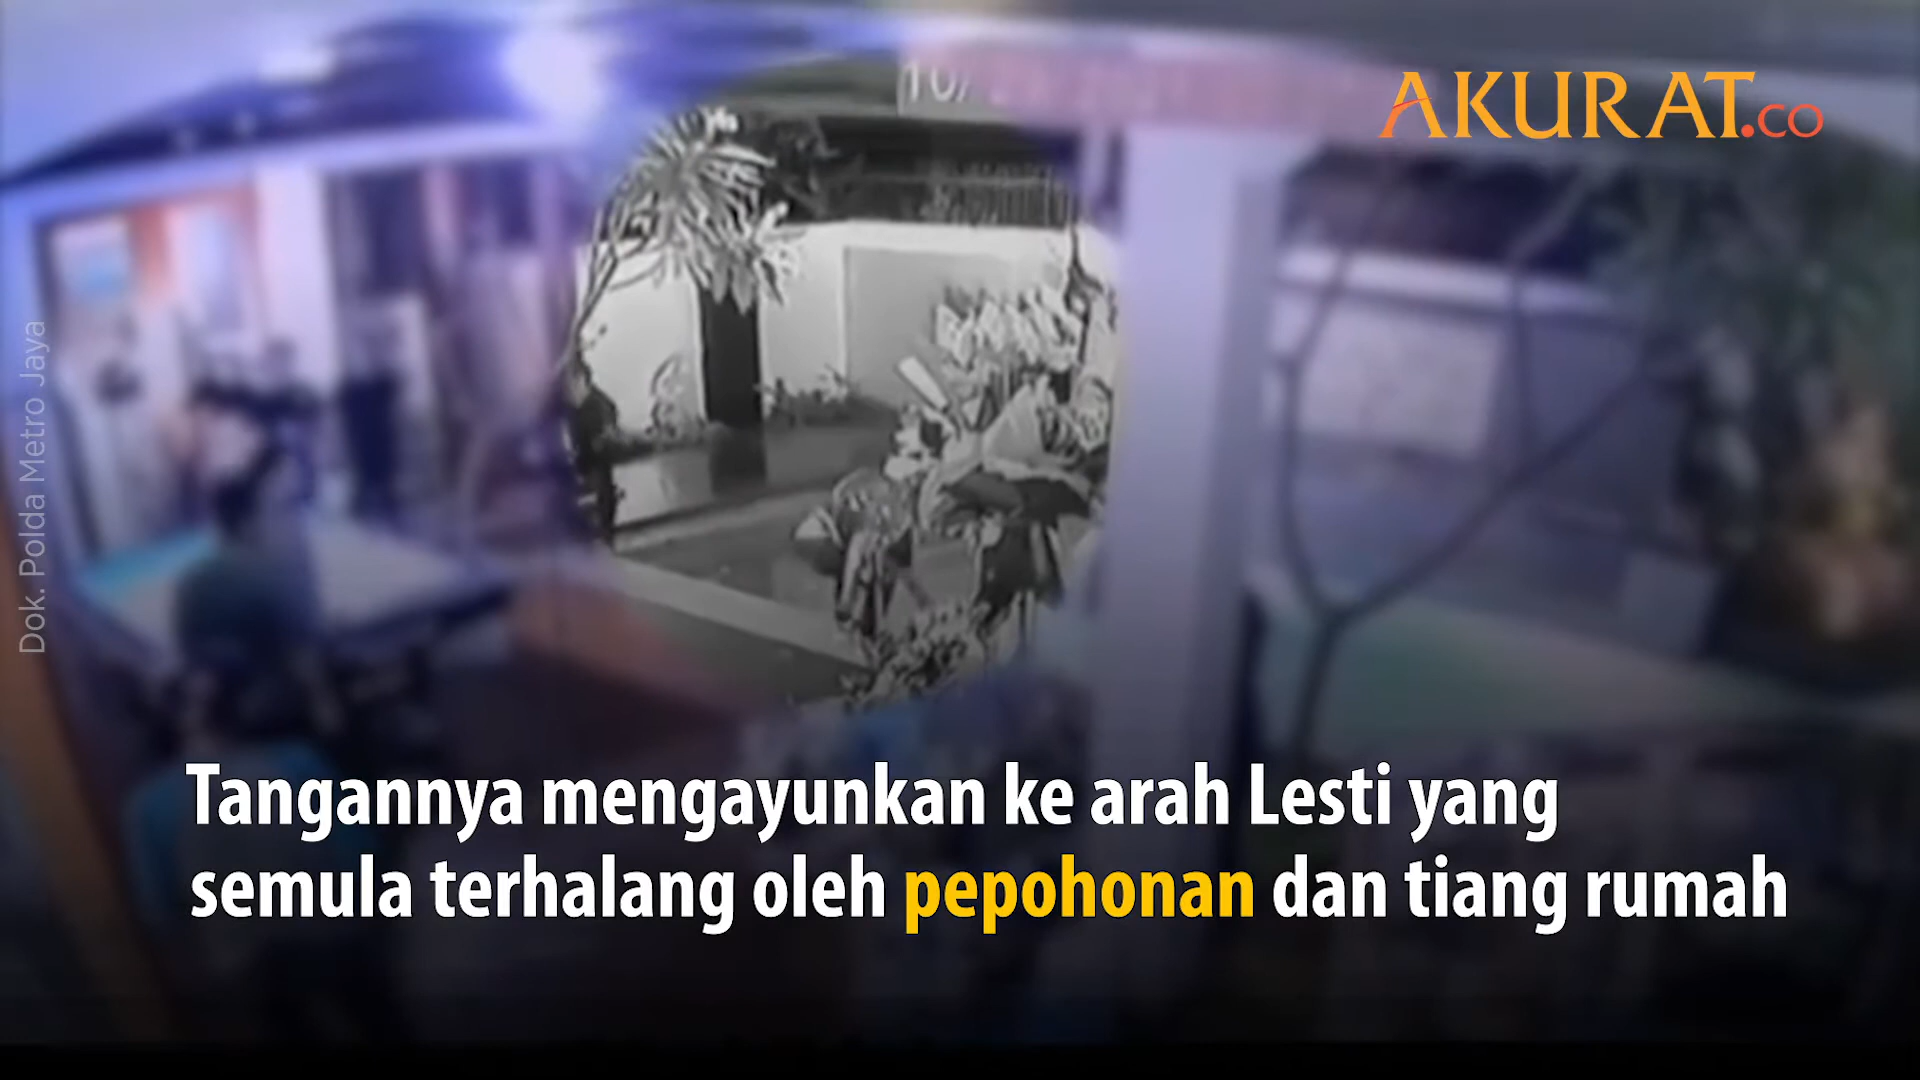 10/
AKURAT.co
Dok. Polda Metro Jaya
Tangannya mengayunkan ke arah Lesti yang
semula terhalang oleh pepohonan dan tiang rumah